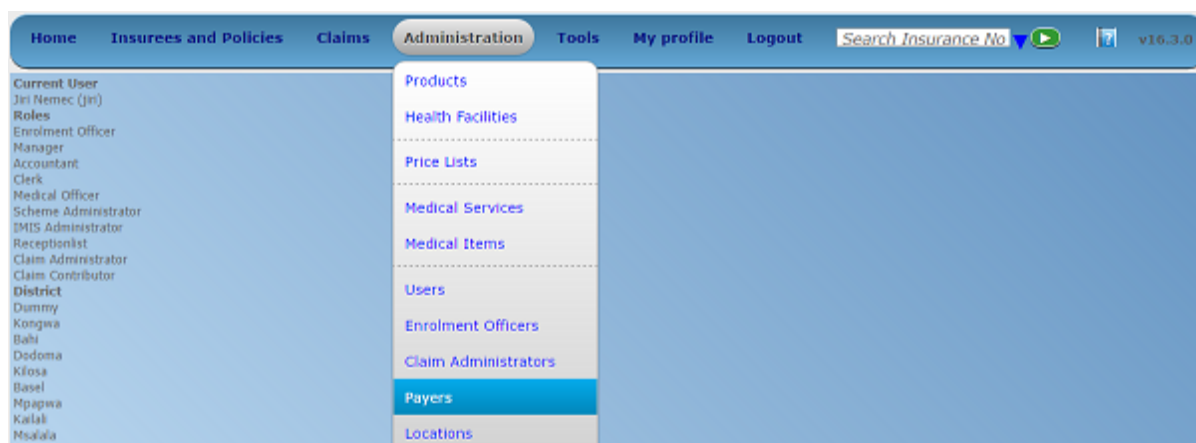 Home Insurees and Policies Claims Administration Tools My profile Logout Search Insurance No v16.3.0
Current User
Jiri Nemec (jiri)
Roles
Enrolment Officer
Manager
Accountant
Clerk
Medical Officer
Scheme Administrator
IMIS Administrator
Receptionist
Claim Administrator
Claim Contributor
District
Dummy
Kongwa
Bahi
Dodoma
Kilosa
Basel
Mpapwa
Kailali
Msalala
Products
Health Facilities
Price Lists
Medical Services
Medical Items
Users
Enrolment Officers
Claim Administrators
Payers
Locations